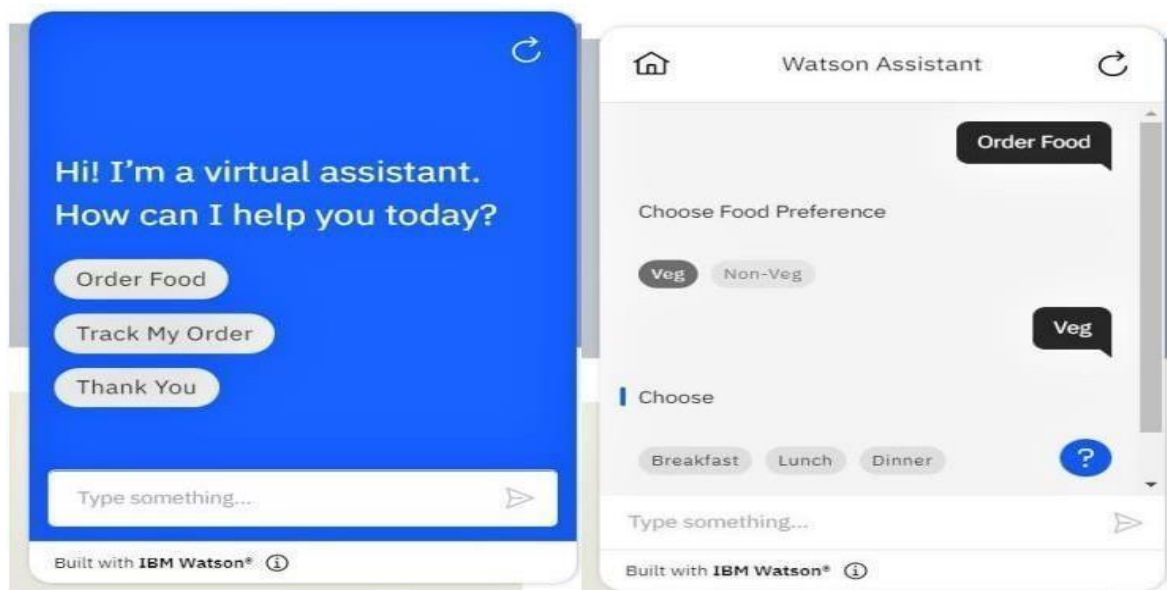 Hi! I'm a virtual assistant.
How can I help you today?
Order Food
Track My Order
Thank You
Type something...
Built with IBM Watson® ⓘ
Watson Assistant
Order Food
Choose Food Preference
Veg Non-Veg
Veg
Choose
Breakfast Lunch Dinner
?
Type something...
Built with IBM Watson® ⓘ